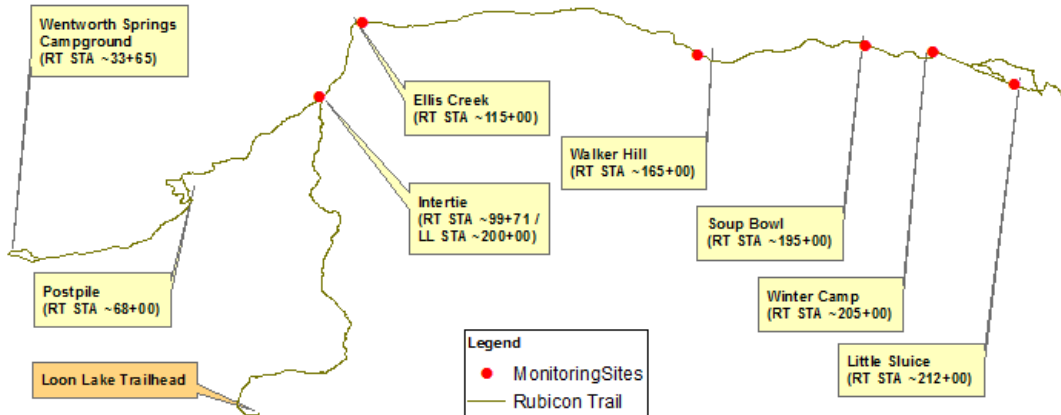 Wentworth Springs
Campground
(RT STA ~33+65)
Ellis Creek
(RT STA ~115+00)
Walker Hill
(RT STA ~165+00)
Intertie
(RT STA ~99+71 /
LL STA ~200+00)
Soup Bowl
(RT STA ~195+00)
Postpile
(RT STA ~68+00)
Winter Camp
(RT STA ~205+00)
Little Sluice
(RT STA ~212+00)
Loon Lake Trailhead
Legend
MonitoringSites
Rubicon Trail